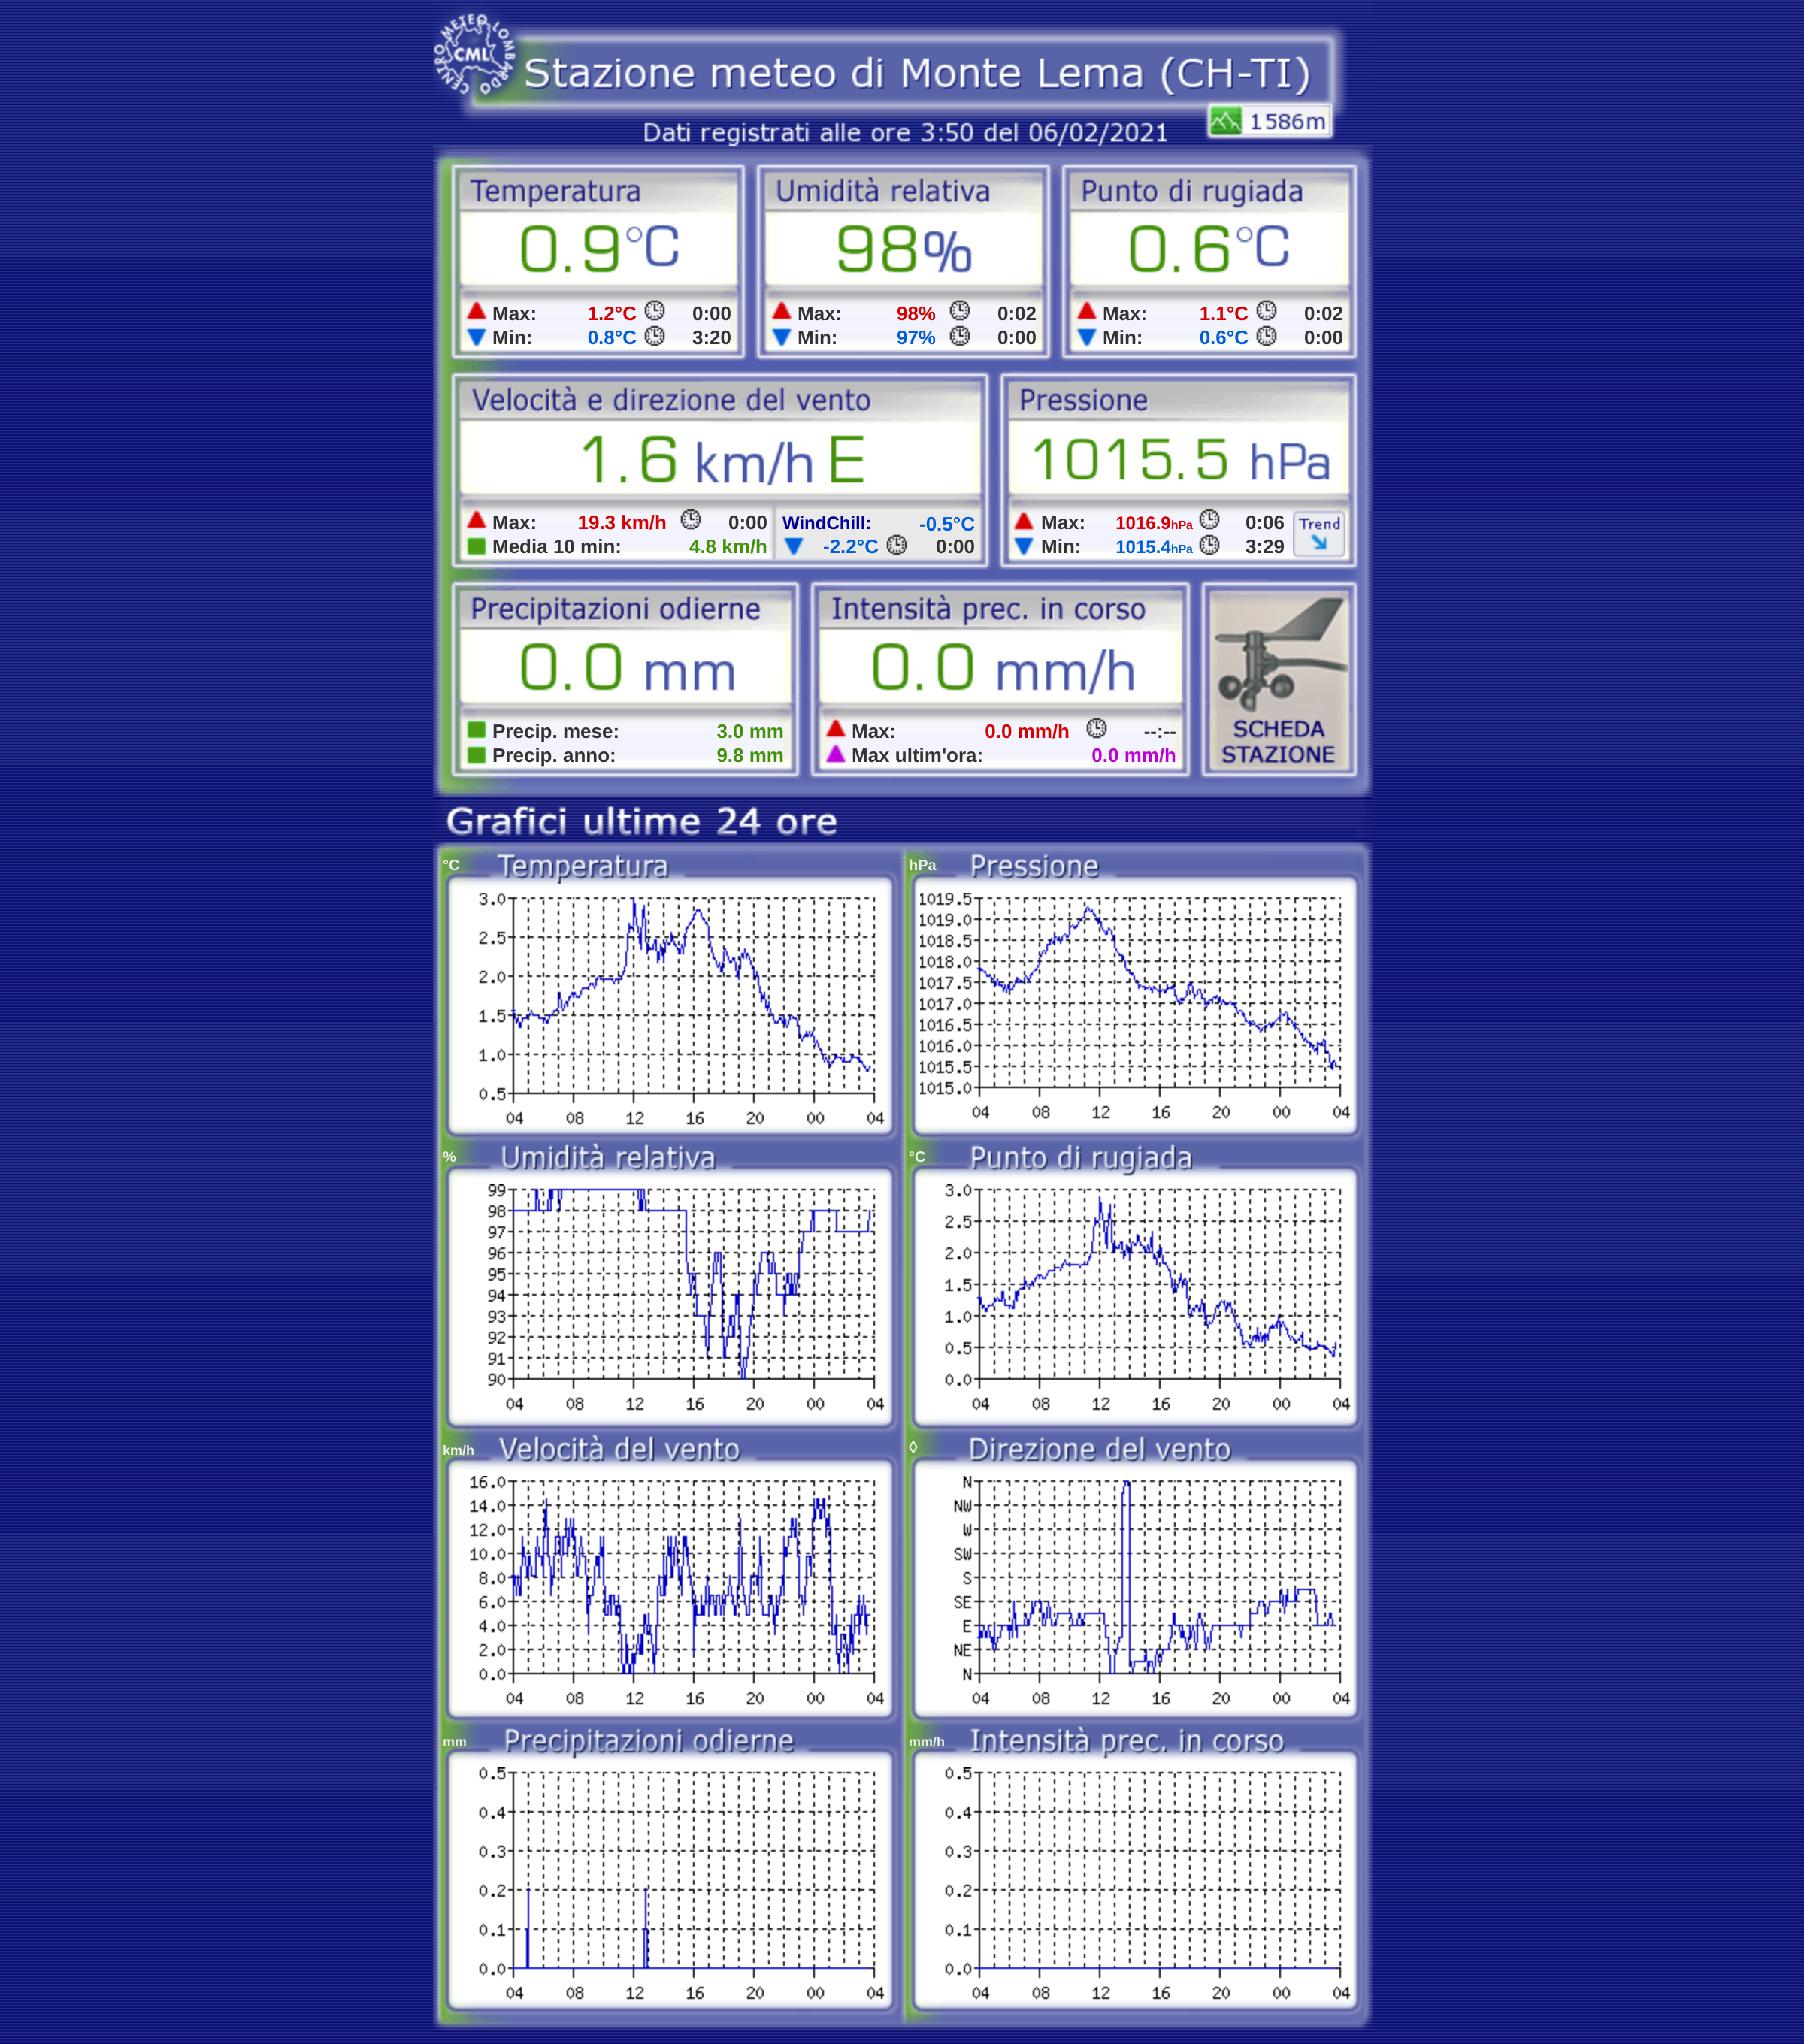 CENTRO METEO LOMBARDO
CML
Stazione meteo di Monte Lema (CH-TI)
1586m
Dati registrati alle ore 3:50 del 06/02/2021
Temperatura Umidità relativa Punto di rugiada
0.9°C 98% 0.6°C
Max: 1.2°C 0:00 Max: 98% 0:02 Max: 1.1°C 0:02
Min: 0.8°C 3:20 Min: 97% 0:00 Min: 0.6°C 0:00
Velocità e direzione del vento Pressione
1.6 km/h E 1015.5 hPa
Max: 19.3 km/h 0:00 WindChill: -0.5°C Max: 1016.9hPa 0:06 Trend
Media 10 min: 4.8 km/h -2.2°C 0:00 Min: 1015.4hPa 3:29
Precipitazioni odierne Intensità prec. in corso
0.0 mm 0.0 mm/h
Precip. mese: 3.0 mm Max: 0.0 mm/h --:-- SCHEDA
Precip. anno: 9.8 mm Max ultim'ora: 0.0 mm/h STAZIONE
Grafici ultime 24 ore
°C Temperatura
3.0
2.5
2.0
1.5
1.0
0.5
04 08 12 16 20 00 04
hPa Pressione
1019.5
1019.0
1018.5
1018.0
1017.5
1017.0
1016.5
1016.0
1015.5
1015.0
04 08 12 16 20 00 04
% Umidità relativa
99
98
97
96
95
94
93
92
91
90
04 08 12 16 20 00 04
°C Punto di rugiada
3.0
2.5
2.0
1.5
1.0
0.5
0.0
04 08 12 16 20 00 04
km/h Velocità del vento
16.0
14.0
12.0
10.0
8.0
6.0
4.0
2.0
0.0
04 08 12 16 20 00 04
◊ Direzione del vento
N
NW
W
SW
S
SE
E
NE
N
04 08 12 16 20 00 04
mm Precipitazioni odierne
0.5
0.4
0.3
0.2
0.1
0.0
04 08 12 16 20 00 04
mm/h Intensità prec. in corso
0.5
0.4
0.3
0.2
0.1
0.0
04 08 12 16 20 00 04